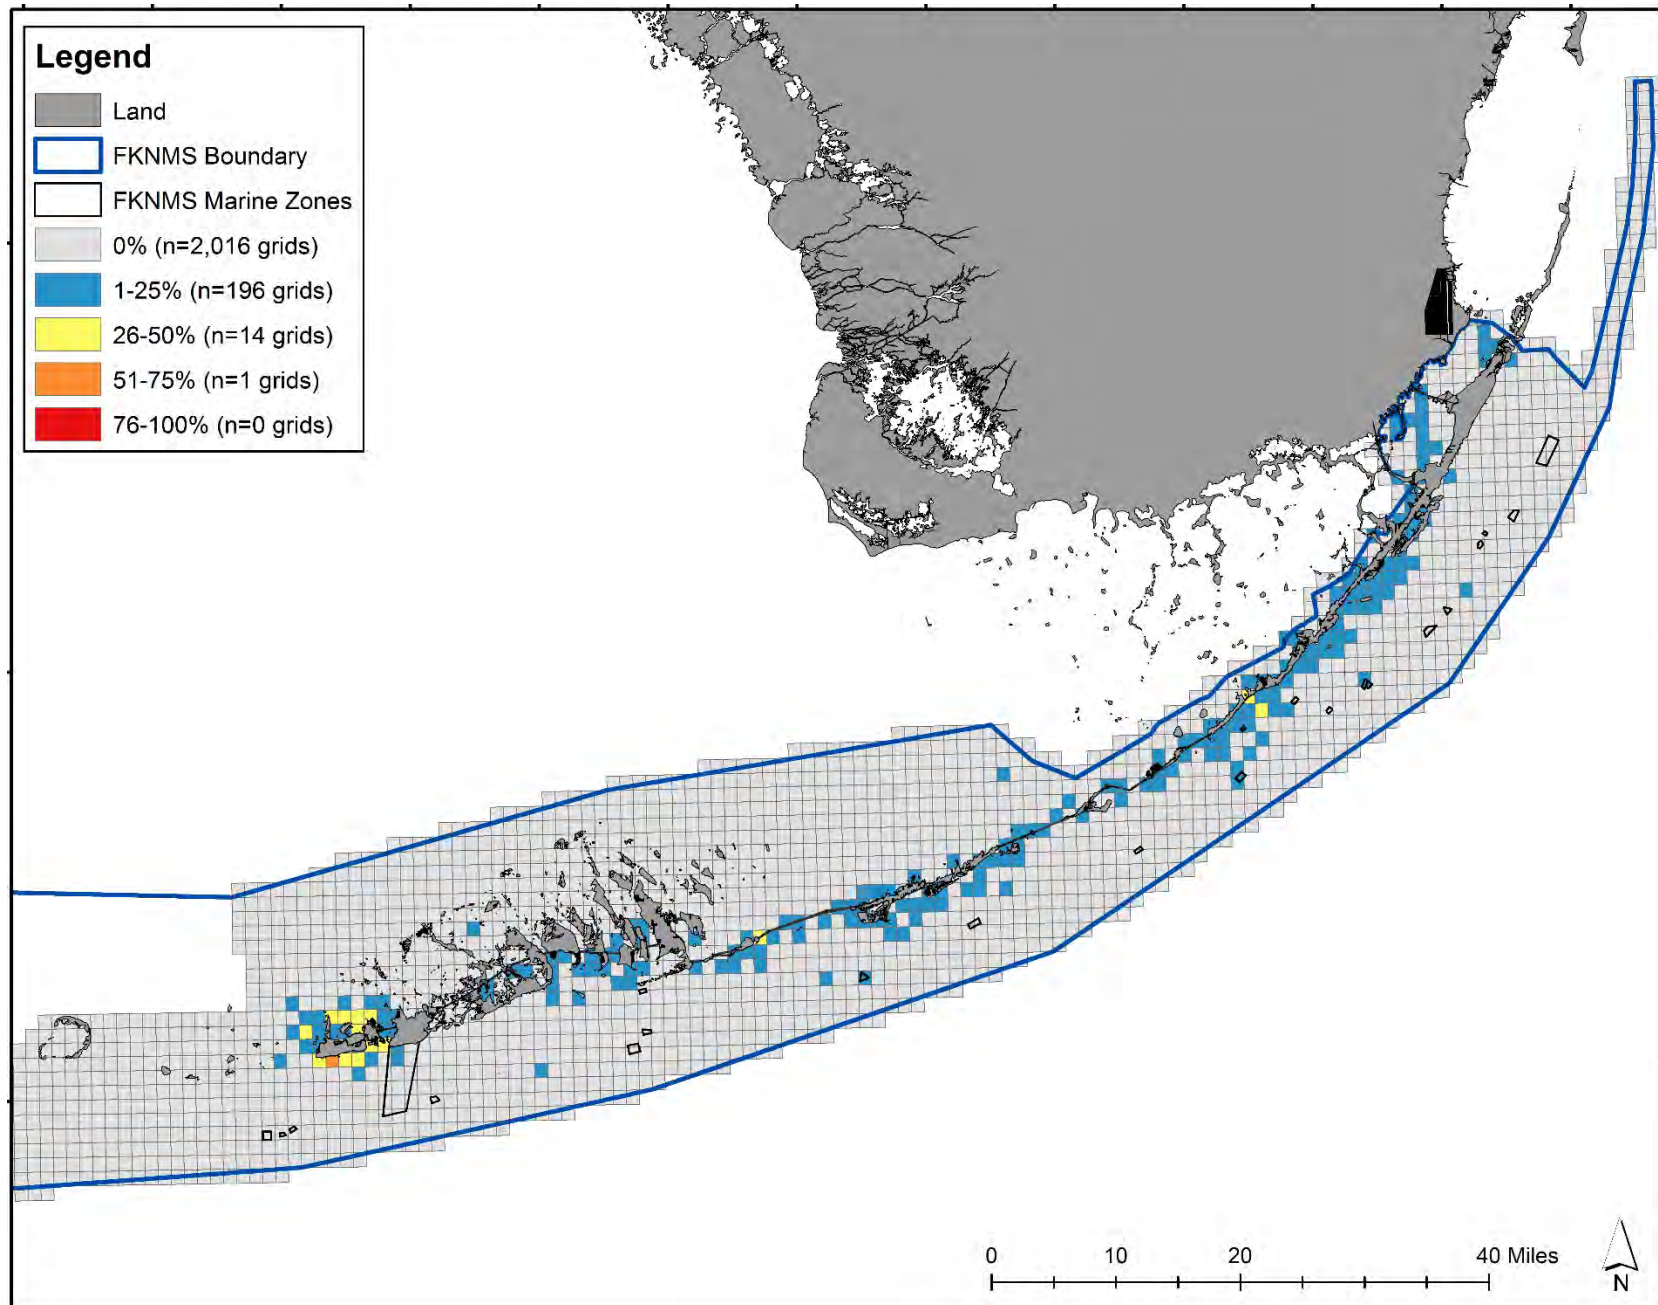 Legend
Land
FKNMS Boundary
FKNMS Marine Zones
0% (n=2,016 grids)
1-25% (n=196 grids)
26-50% (n=14 grids)
51-75% (n=1 grids)
76-100% (n=0 grids)
0 10 20 40 Miles
N